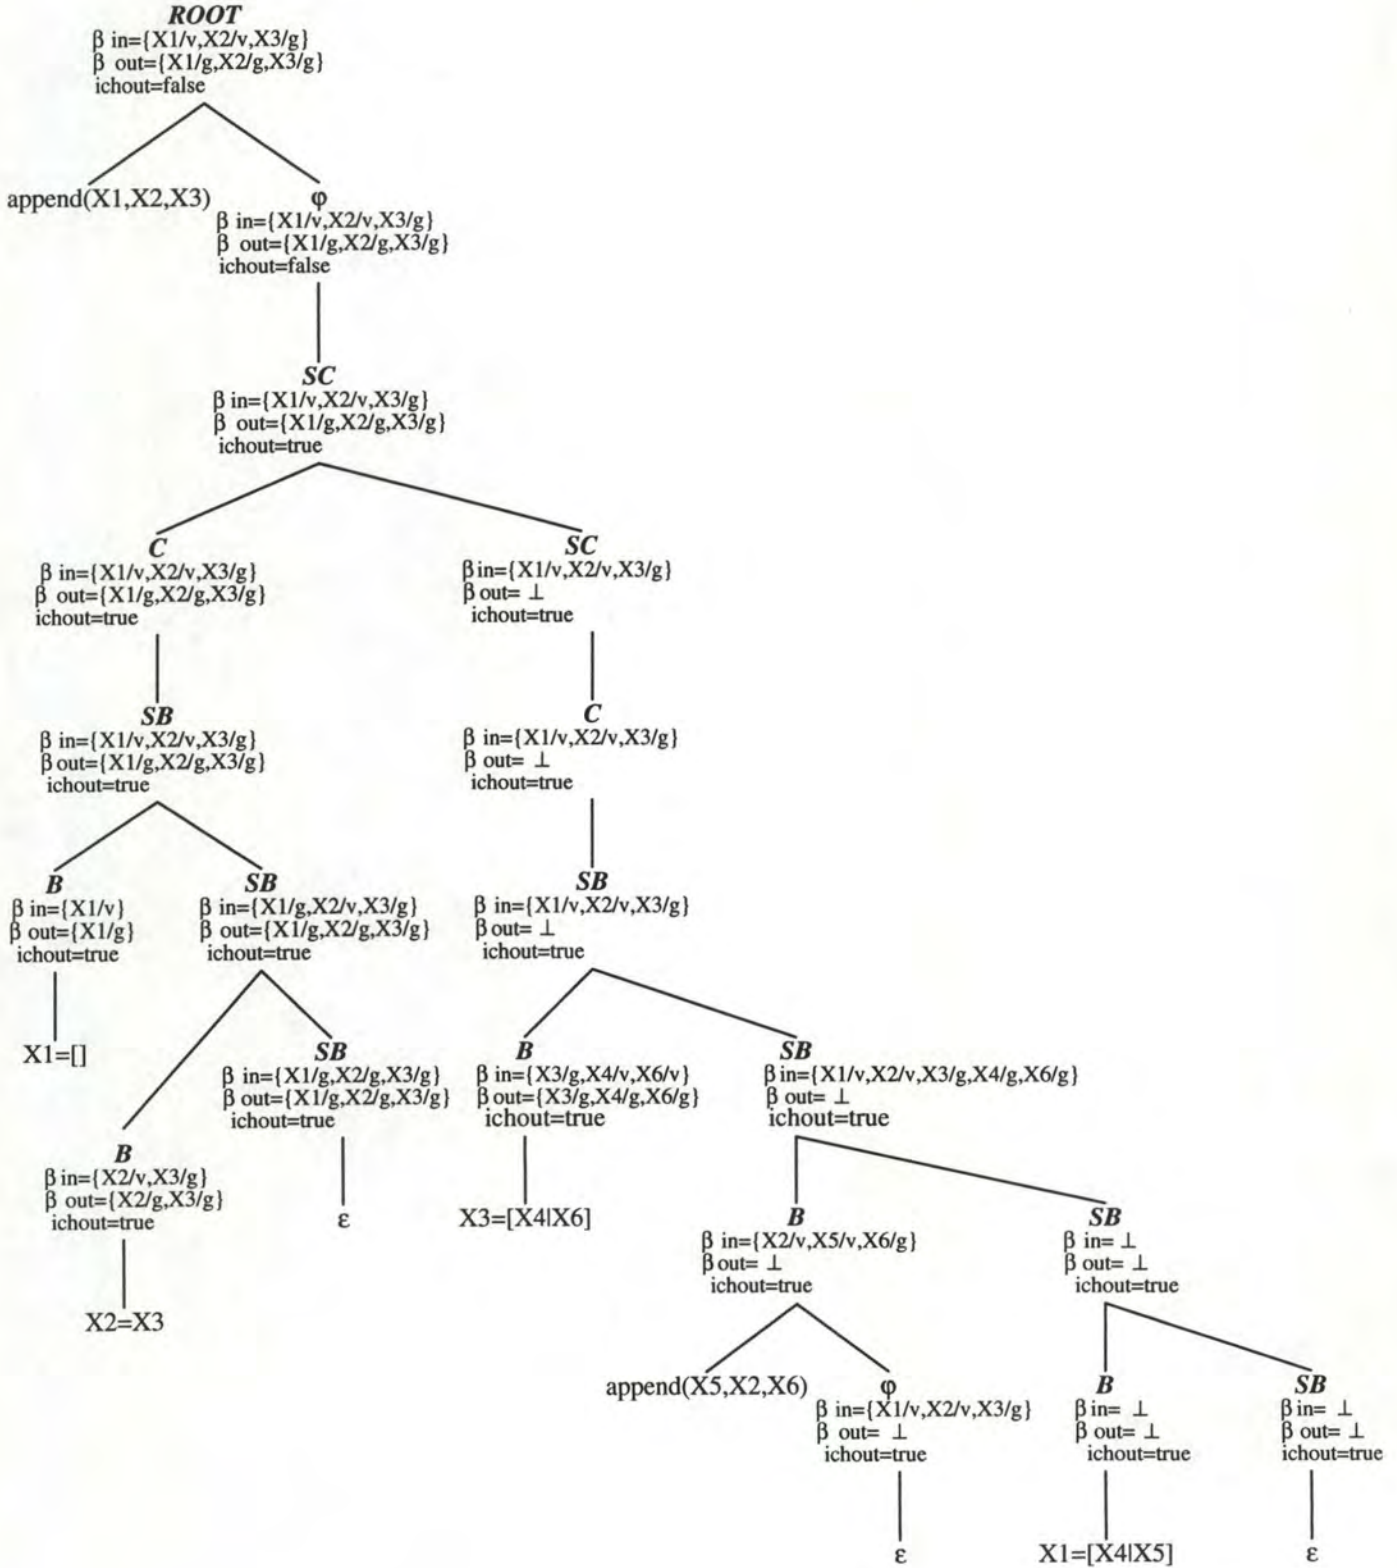 ROOT
β in={X1/v,X2/v,X3/g}
β out={X1/g,X2/g,X3/g}
ichout=false
append(X1,X2,X3)
φ
β in={X1/v,X2/v,X3/g}
β out={X1/g,X2/g,X3/g}
ichout=false
SC
β in={X1/v,X2/v,X3/g}
β out={X1/g,X2/g,X3/g}
ichout=true
C
β in={X1/v,X2/v,X3/g}
β out={X1/g,X2/g,X3/g}
ichout=true
SC
β in={X1/v,X2/v,X3/g}
β out= ⊥
ichout=true
SB
β in={X1/v,X2/v,X3/g}
β out={X1/g,X2/g,X3/g}
ichout=true
C
β in={X1/v,X2/v,X3/g}
β out= ⊥
ichout=true
B
β in={X1/v}
β out={X1/g}
ichout=true
SB
β in={X1/g,X2/v,X3/g}
β out={X1/g,X2/g,X3/g}
ichout=true
SB
β in={X1/v,X2/v,X3/g}
β out= ⊥
ichout=true
X1=[]
SB
β in={X1/g,X2/g,X3/g}
β out={X1/g,X2/g,X3/g}
ichout=true
B
β in={X3/g,X4/v,X6/v}
β out={X3/g,X4/g,X6/g}
ichout=true
SB
β in={X1/v,X2/v,X3/g,X4/g,X6/g}
β out= ⊥
ichout=true
B
β in={X2/v,X3/g}
β out={X2/g,X3/g}
ichout=true
ε
X3=[X4|X6]
B
β in={X2/v,X5/v,X6/g}
β out= ⊥
ichout=true
SB
β in= ⊥
β out= ⊥
ichout=true
X2=X3
append(X5,X2,X6)
φ
β in={X1/v,X2/v,X3/g}
β out= ⊥
ichout=true
B
β in= ⊥
β out= ⊥
ichout=true
SB
β in= ⊥
β out= ⊥
ichout=true
ε
X1=[X4|X5]
ε